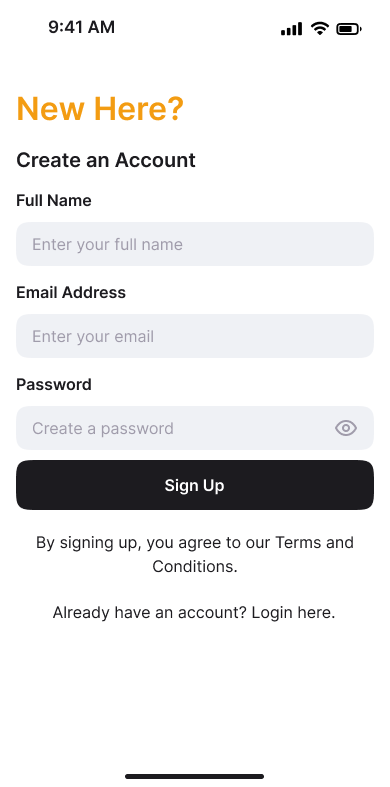 9:41 AM
New Here?
Create an Account
Full Name
Enter your full name
Email Address
Enter your email
Password
Create a password
Sign Up
By signing up, you agree to our Terms and
Conditions.
Already have an account? Login here.